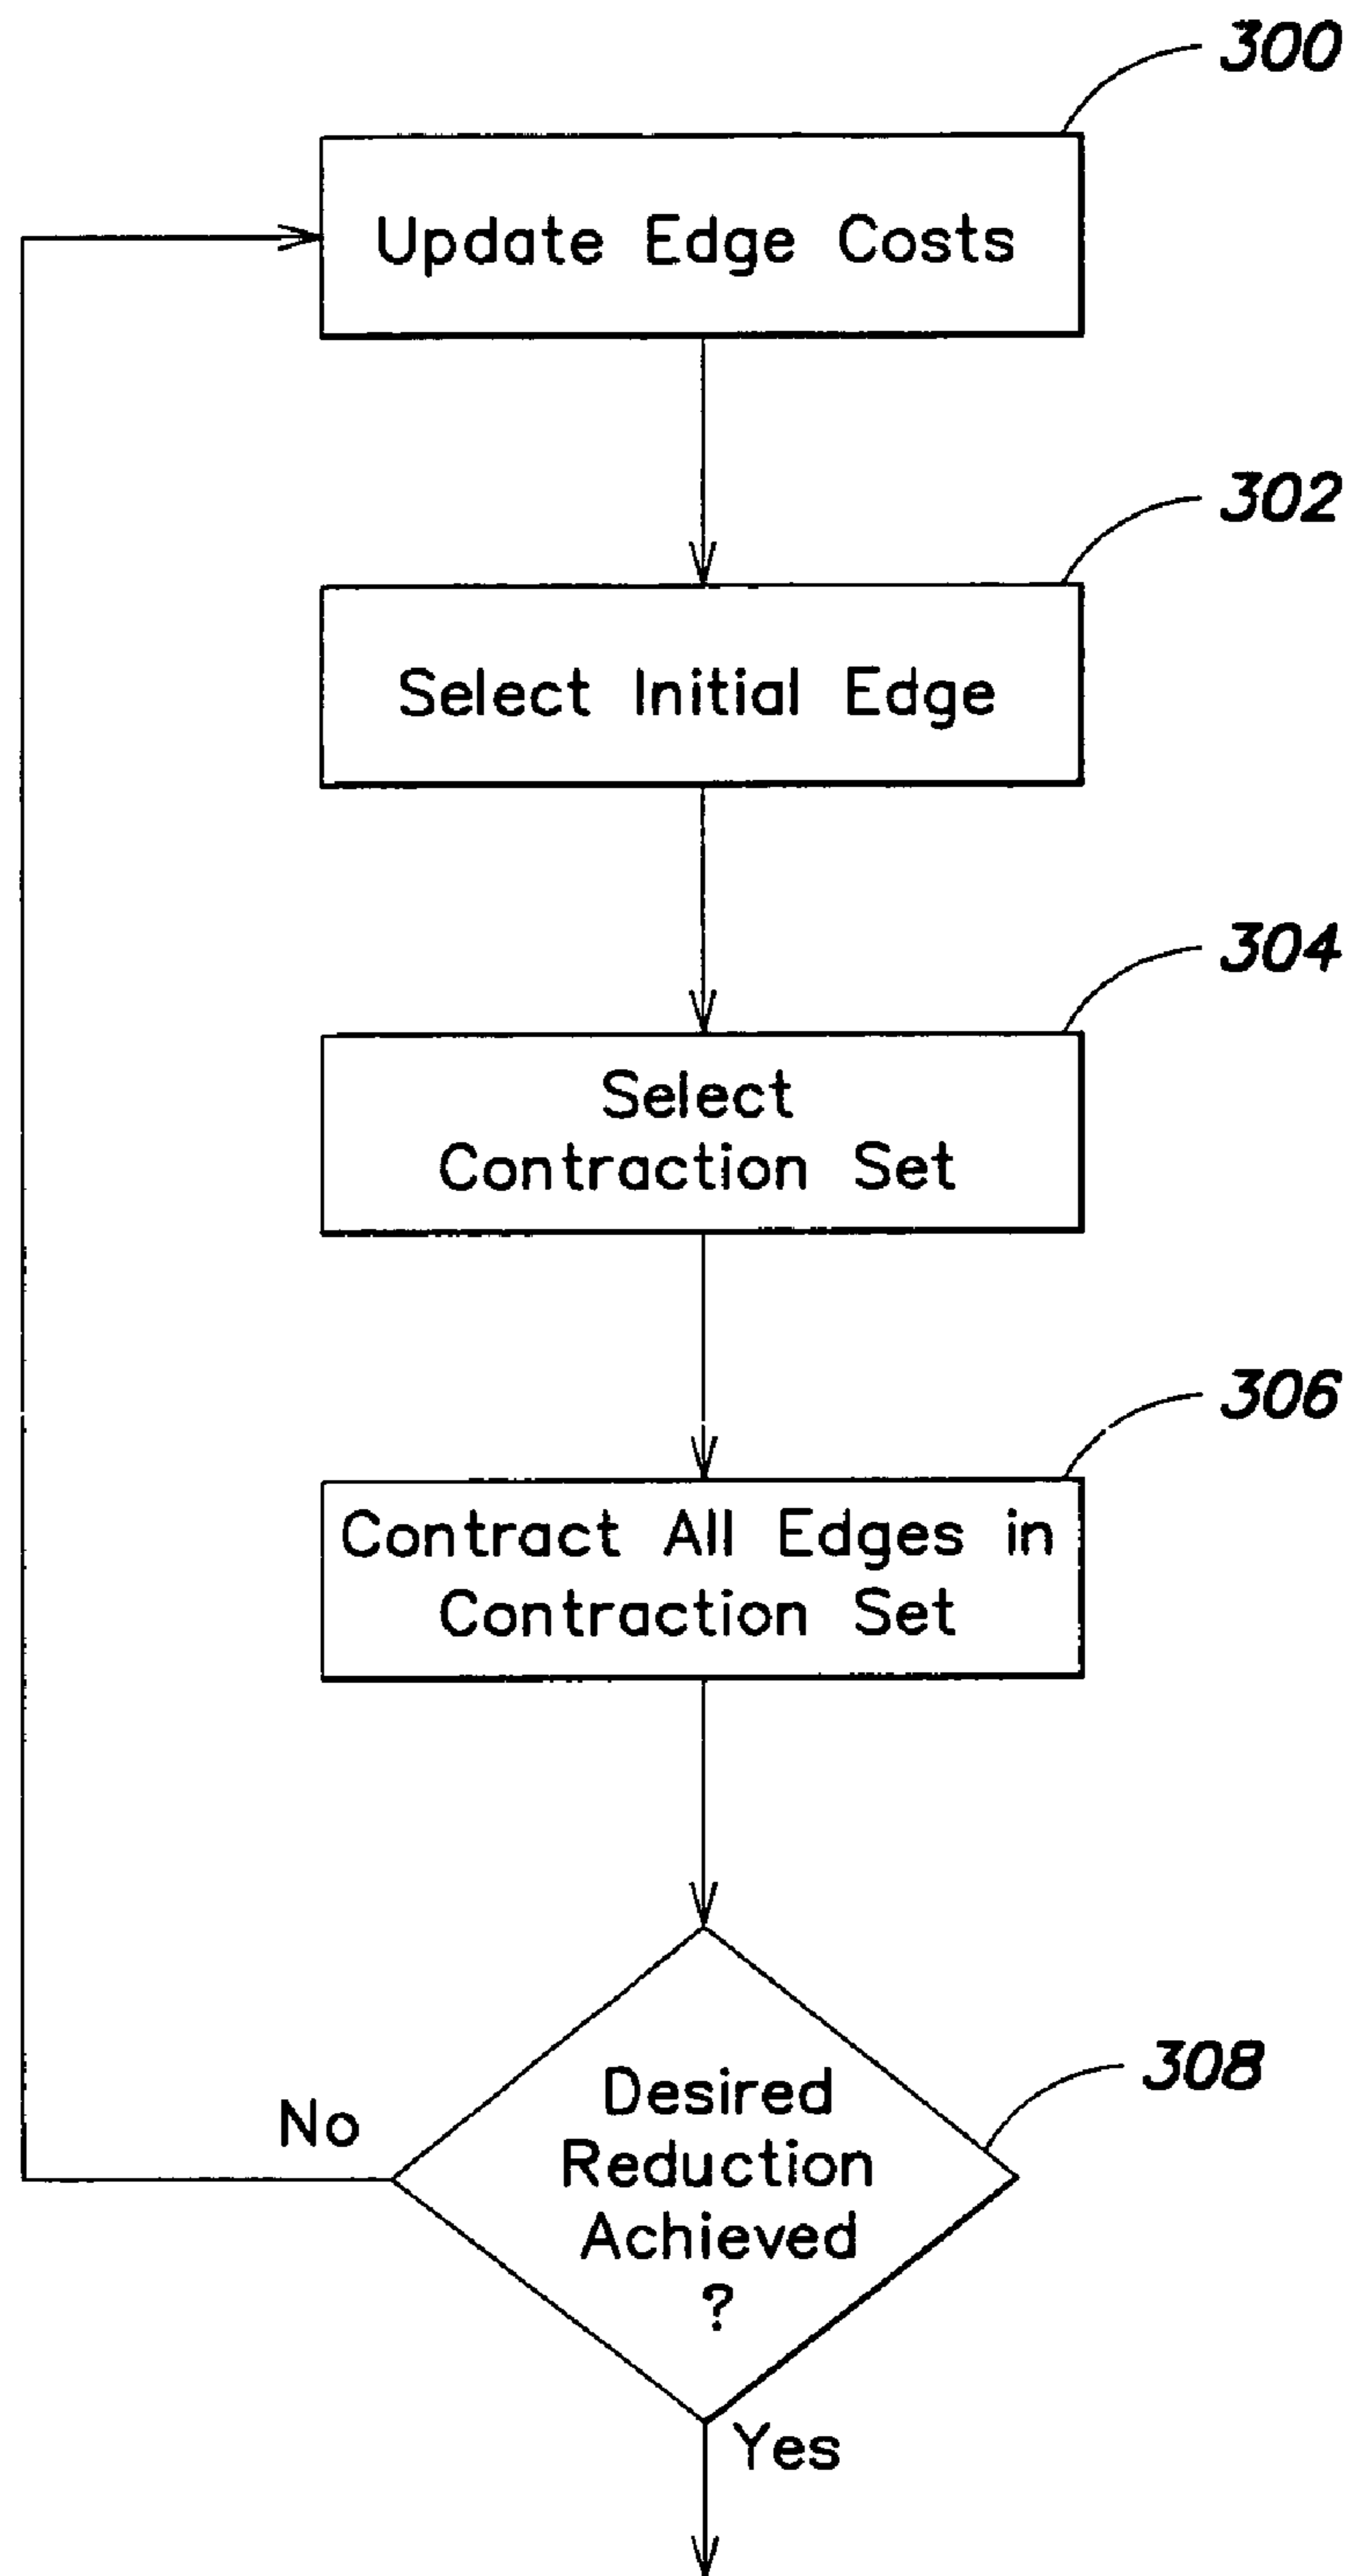 300
Update Edge Costs
302
Select Initial Edge
304
Select
Contraction Set
306
Contract All Edges in
Contraction Set
308
Desired
Reduction
Achieved
?
No
Yes